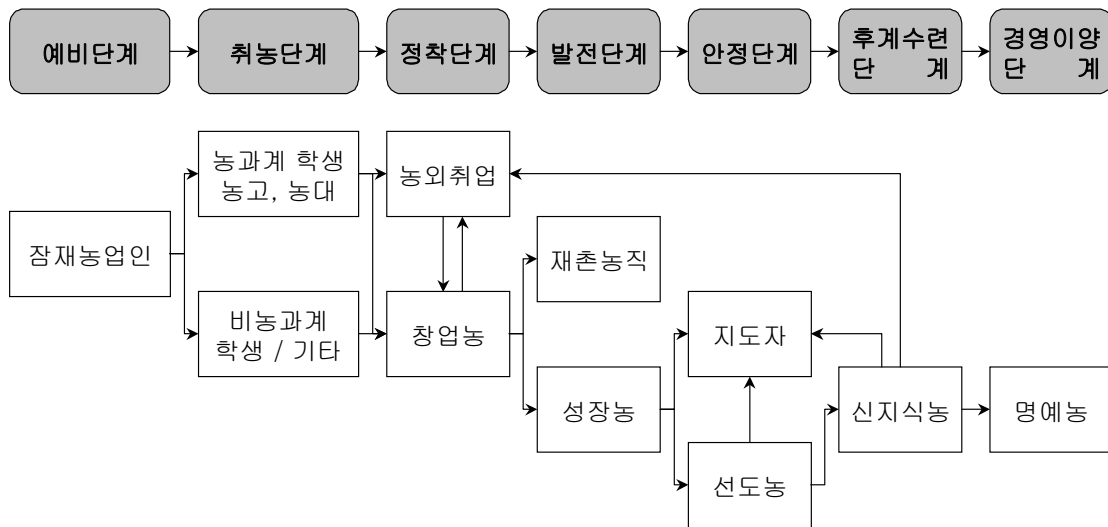 예비단계
취농단계
정착단계
발전단계
안정단계
후계수련
단 계
경영이양
단 계
농과계 학생
농고, 농대
농외취업
잠재농업인
재촌농직
비농과계
학생 / 기타
창업농
지도자
성장농
신지식농
명예농
선도농